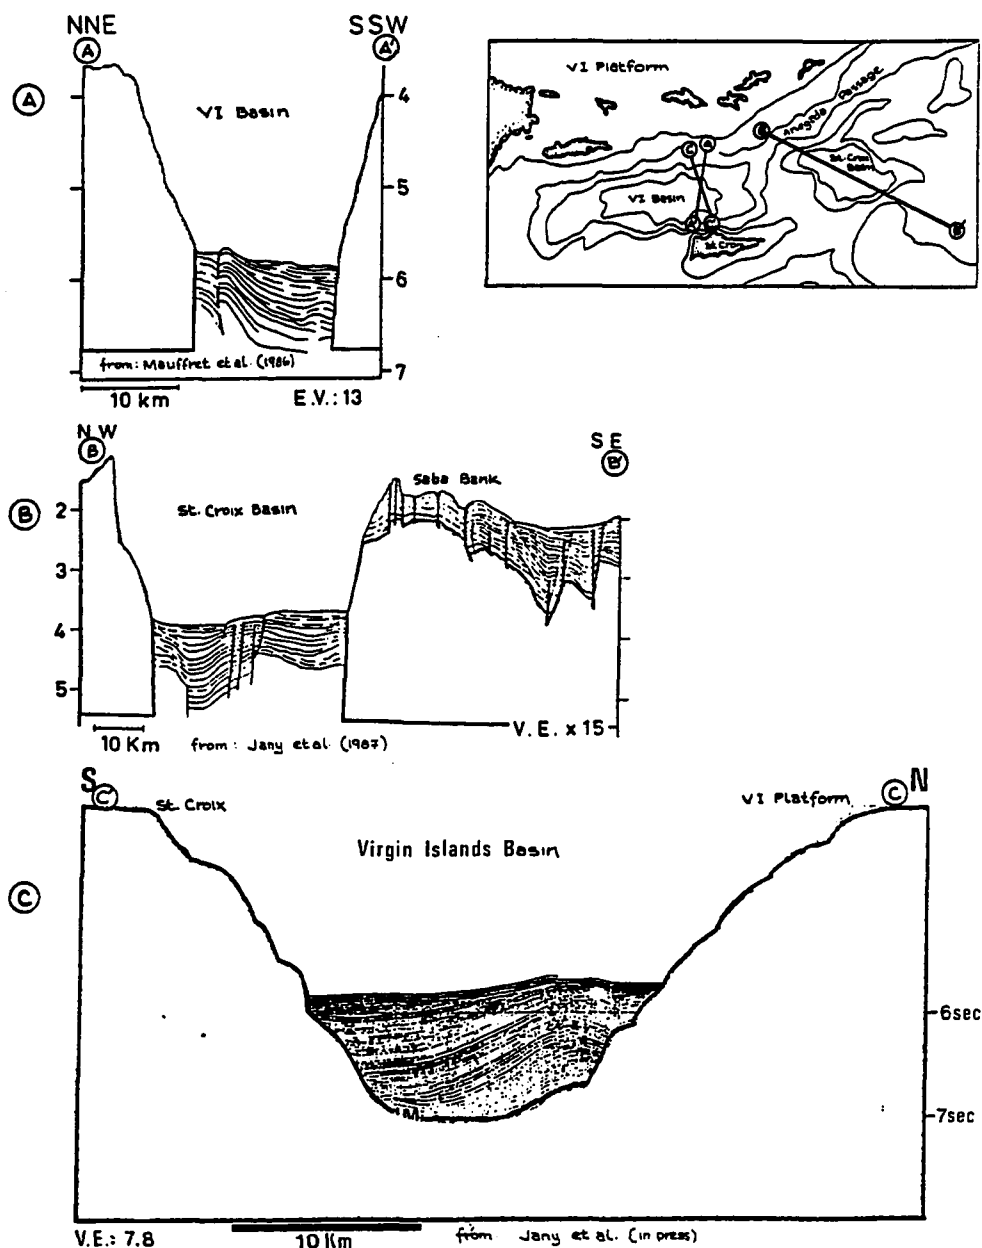 NNE
SSW
A
A'
A
VI Basin
4
5
6
7
from: Mauffret et al. (1986)
10 km
E.V.: 13
VI Platform
Anegada Passage
C
A
B
St. Croix
Basin
VI Basin
St. Croix
B'
NW
B
SE
B'
B
St. Croix Basin
Saba Bank
2
3
4
5
10 Km
from: Jany et al. (1987)
V. E. x 15
S
C'
St. Croix
VI Platform
C
N
Virgin Islands Basin
C
6sec
7sec
V.E.: 7.8
10 Km
from Jany et al. (in press)